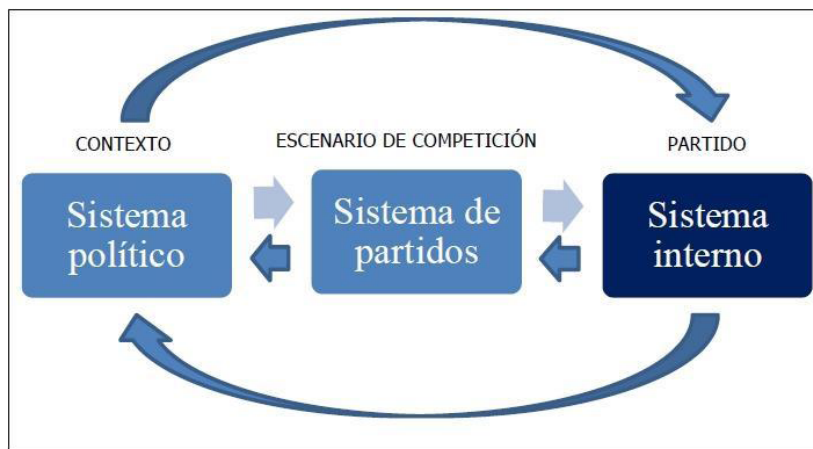 CONTEXTO
ESCENARIO DE COMPETICIÓN
PARTIDO
Sistema
político
Sistema de
partidos
Sistema
interno